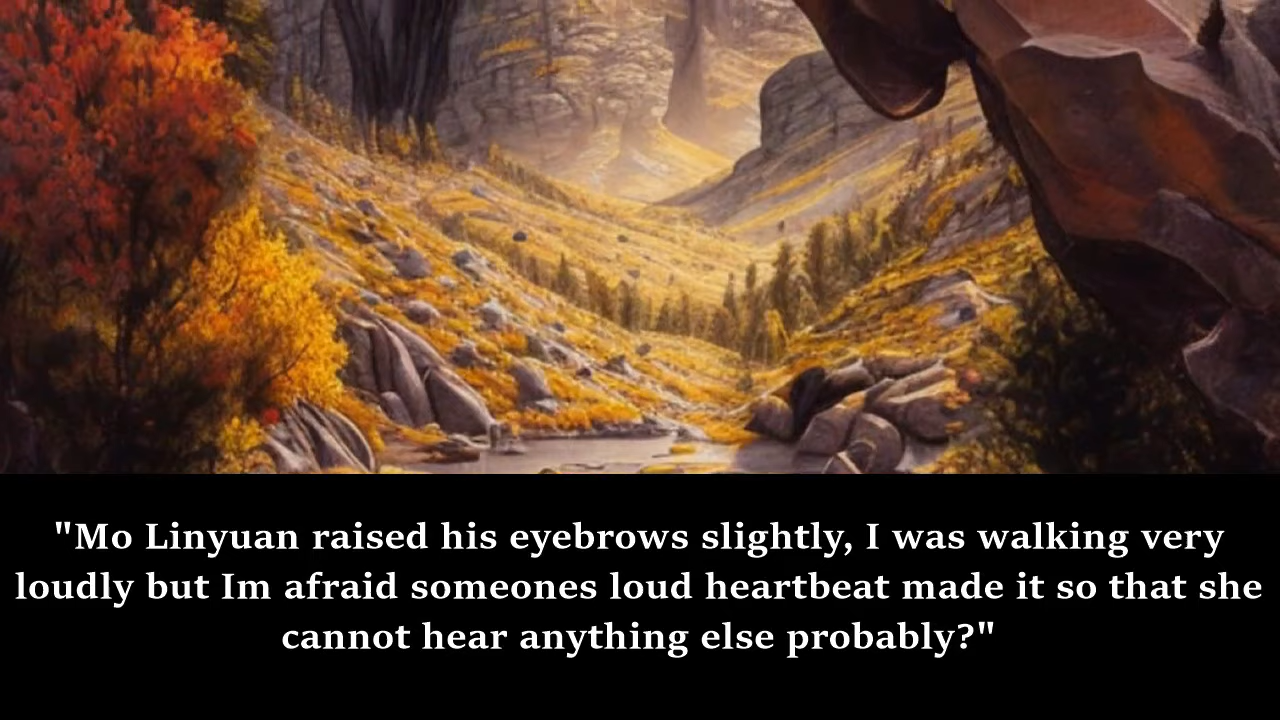 "Mo Linyuan raised his eyebrows slightly, I was walking very
loudly but Im afraid someones loud heartbeat made it so that she
cannot hear anything else probably?"